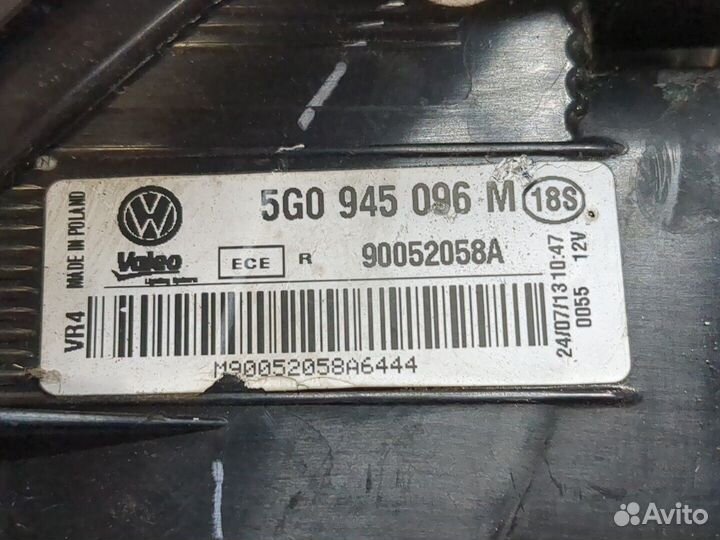 VR4 MADE IN POLAND
5G0 945 096 M 18S
Valeo
ECE R 90052058A
M90052058A6444
24/07/13 10:47
0055 12V
Avito